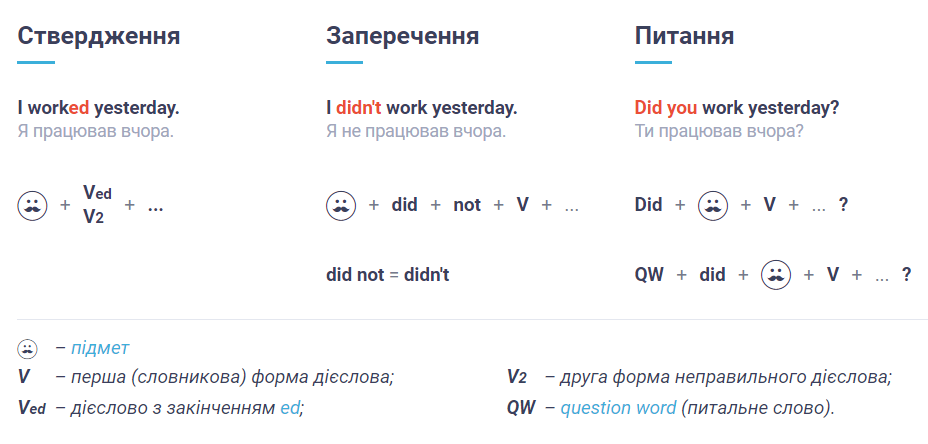 Ствердження
I worked yesterday.
Я працював вчора.
+ Ved V2 + ...
Заперечення
I didn't work yesterday.
Я не працював вчора.
+ did + not + V + ...
did not = didn't
Питання
Did you work yesterday?
Ти працював вчора?
Did + + V + ... ?
QW + did + + V + ... ?
– підмет
V – перша (словникова) форма дієслова;
Ved – дієслово з закінченням ed;
V2 – друга форма неправильного дієслова;
QW – question word (питальне слово).